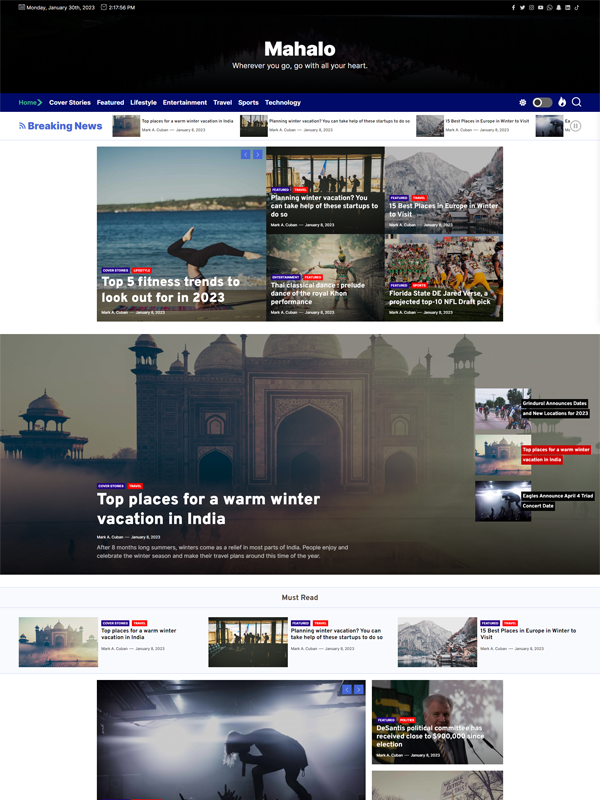 Monday, January 30th, 2023 2:17:56 PM
Mahalo
Wherever you go, go with all your heart.
Home Cover Stories Featured Lifestyle Entertainment Travel Sports Technology
Breaking News
Top places for a warm winter vacation in India
Mark A. Cuban — January 8, 2023
Planning winter vacation? You can take help of these startups to do so
Mark A. Cuban — January 8, 2023
15 Best Places in Europe in Winter to Visit
Mark A. Cuban — January 8, 2023
COVER STORIES LIFESTYLE
Top 5 fitness trends to
look out for in 2023
Mark A. Cuban — January 8, 2023
FEATURED TRAVEL
Planning winter vacation? You
can take help of these startups to
do so
Mark A. Cuban — January 8, 2023
FEATURED TRAVEL
15 Best Places in Europe in Winter
to Visit
Mark A. Cuban — January 8, 2023
ENTERTAINMENT FEATURED
Thai classical dance : prelude
dance of the royal Khon
performance
Mark A. Cuban — January 8, 2023
FEATURED SPORTS
Florida State DE Jared Verse, a
projected top-10 NFL Draft pick
Mark A. Cuban — January 8, 2023
COVER STORIES TRAVEL
Top places for a warm winter
vacation in India
Mark A. Cuban — January 8, 2023
After 8 months long summers, winters come as a relief in most parts of India. People enjoy and
celebrate the winter season and make their travel plans around this time of the year.
Grinduro! Announces Dates
and New Locations for 2023
Top places for a warm winter
vacation in India
Eagles Announce April 4 Triad
Concert Date
Must Read
COVER STORIES TRAVEL
Top places for a warm winter
vacation in India
Mark A. Cuban — January 8, 2023
FEATURED TRAVEL
Planning winter vacation? You can
take help of these startups to do so
Mark A. Cuban — January 8, 2023
FEATURED TRAVEL
15 Best Places in Europe in Winter to
Visit
Mark A. Cuban — January 8, 2023
FEATURED POLITICS
DeSantis political committee has
received close to $900,000 since
election
Mark A. Cuban — January 8, 2023